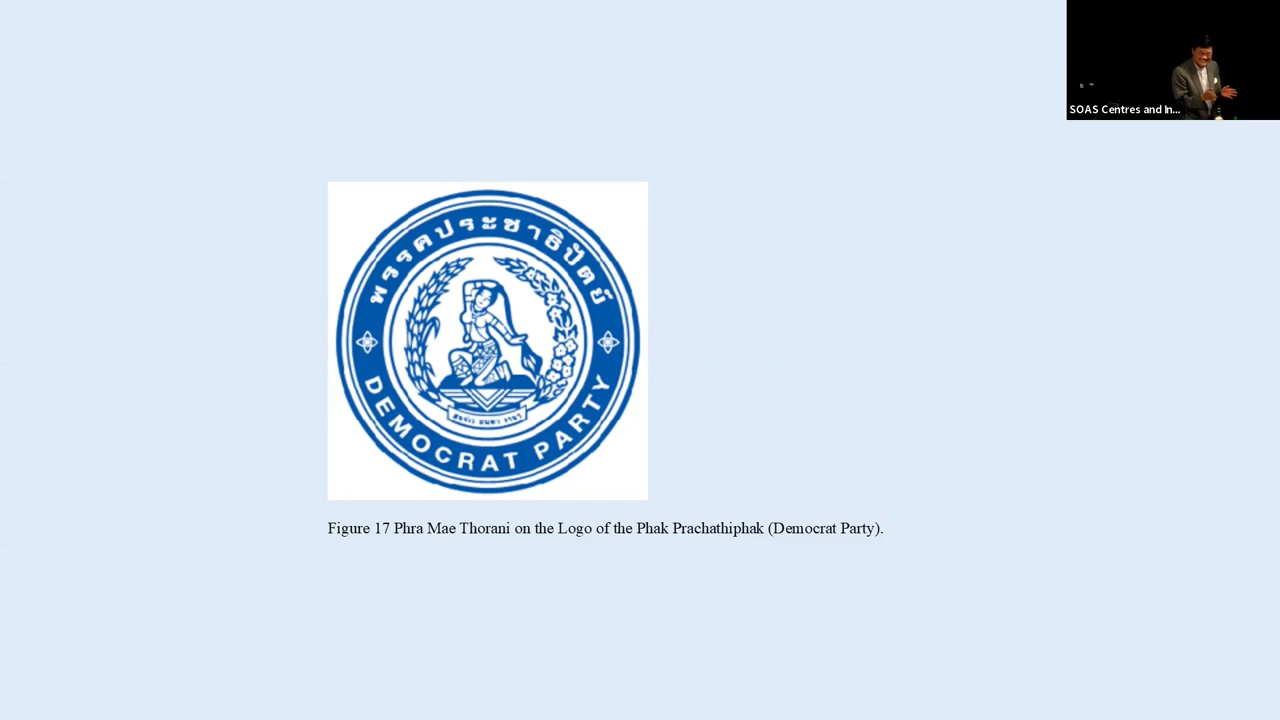 SOAS Centres and In...
พรรคประชาธิปัตย์
DEMOCRAT PARTY
Figure 17 Phra Mae Thorani on the Logo of the Phak Prachathiphak (Democrat Party).